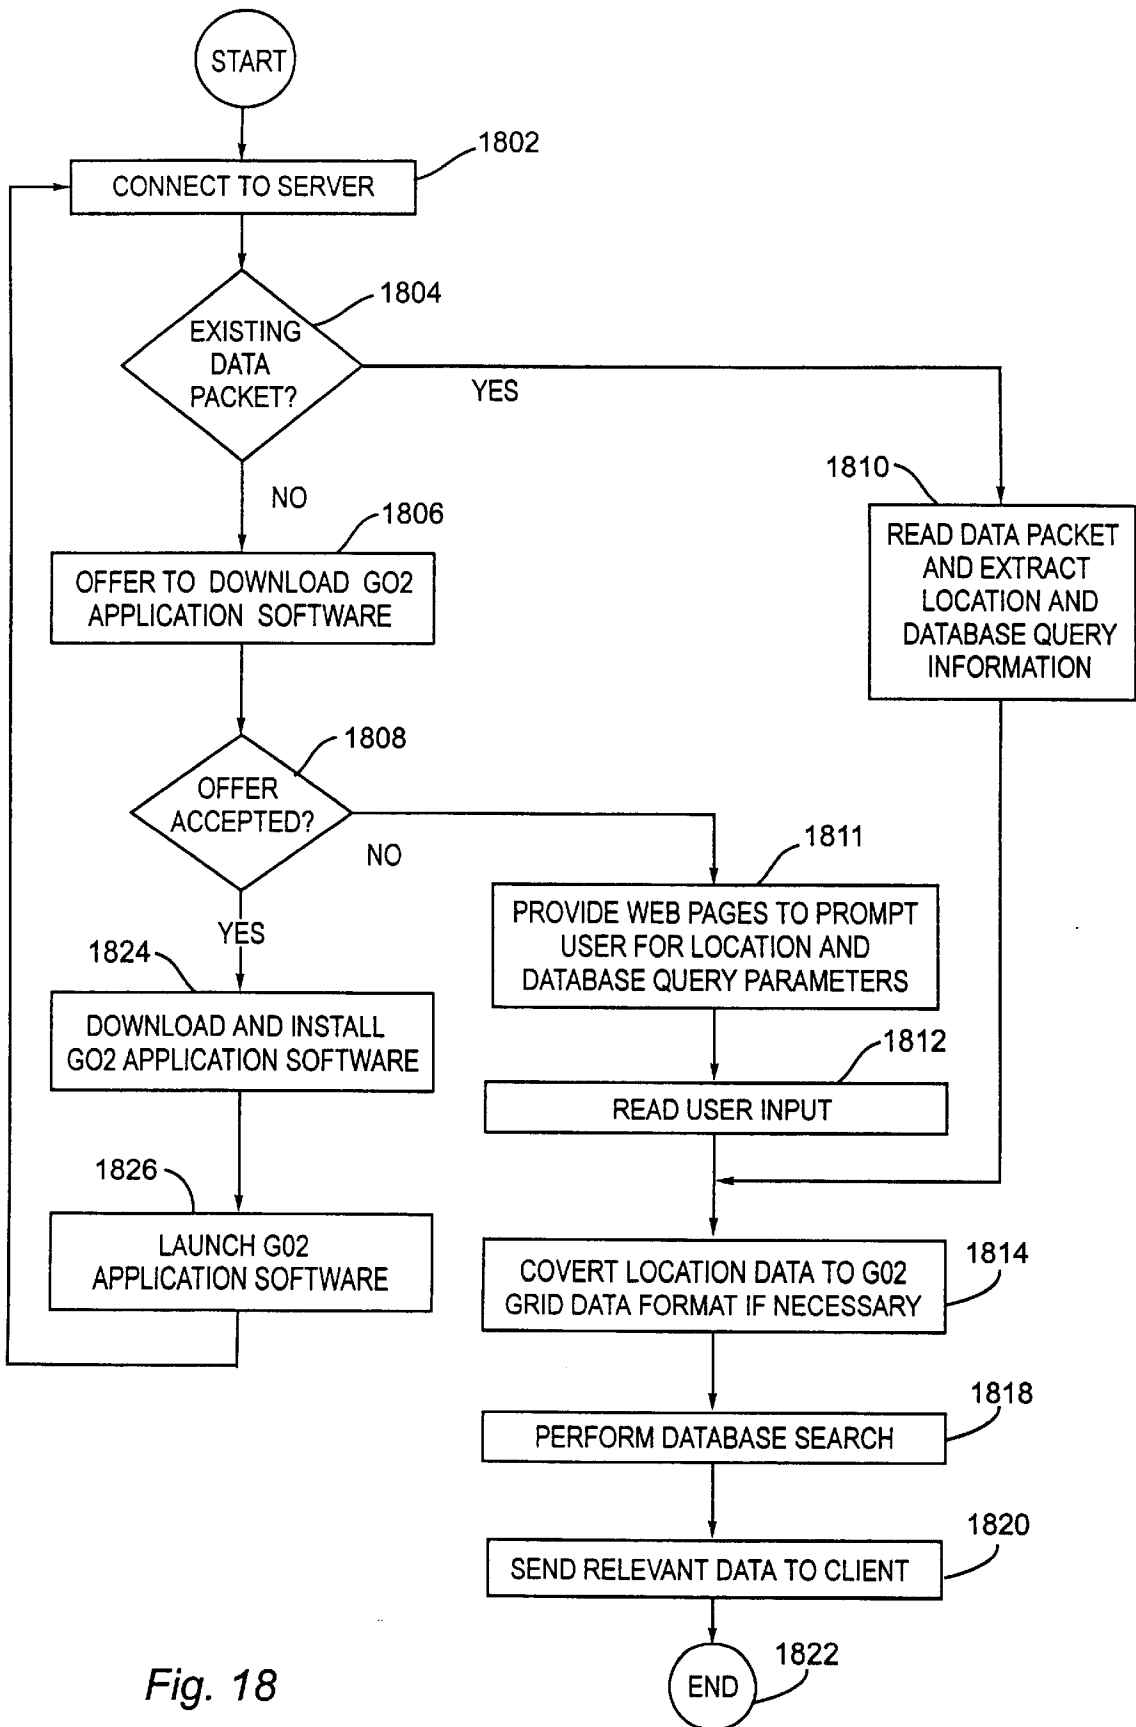 START
1802
CONNECT TO SERVER
1804
EXISTING
DATA
PACKET?
YES
NO
1810
READ DATA PACKET
AND EXTRACT
LOCATION AND
DATABASE QUERY
INFORMATION
1806
OFFER TO DOWNLOAD GO2
APPLICATION SOFTWARE
1808
OFFER
ACCEPTED?
NO
YES
1811
PROVIDE WEB PAGES TO PROMPT
USER FOR LOCATION AND
DATABASE QUERY PARAMETERS
1824
DOWNLOAD AND INSTALL
GO2 APPLICATION SOFTWARE
1812
READ USER INPUT
1826
LAUNCH G02
APPLICATION SOFTWARE
1814
COVERT LOCATION DATA TO G02
GRID DATA FORMAT IF NECESSARY
1818
PERFORM DATABASE SEARCH
1820
SEND RELEVANT DATA TO CLIENT
1822
END
Fig. 18